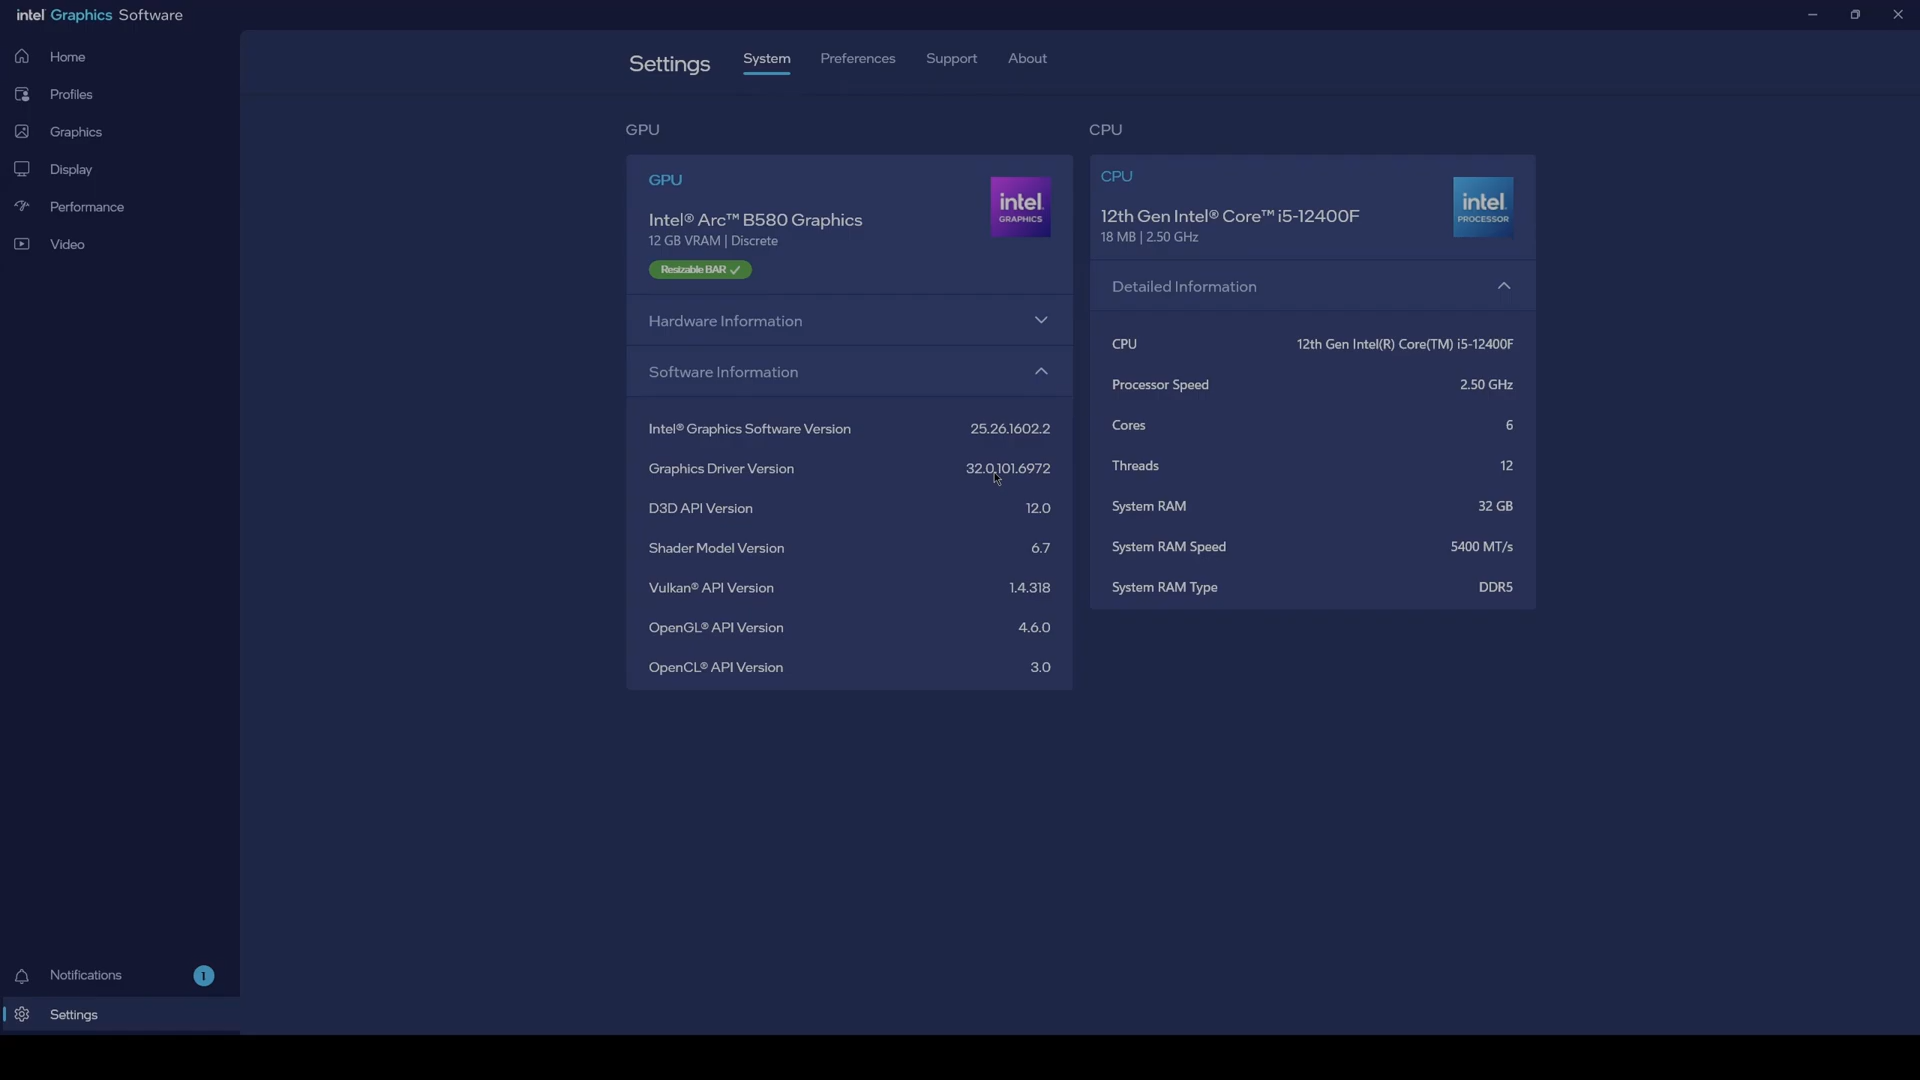 intel Graphics Software
Home
Profiles
Graphics
Display
Performance
Video
Notifications 1
Settings
Settings System Preferences Support About
GPU
GPU
Intel® Arc™ B580 Graphics
12 GB VRAM | Discrete
Resizable BAR
intel.
GRAPHICS
Hardware Information
Software Information
Intel® Graphics Software Version 25.26.1602.2
Graphics Driver Version 32.0.101.6972
D3D API Version 12.0
Shader Model Version 6.7
Vulkan® API Version 1.4.318
OpenGL® API Version 4.6.0
OpenCL® API Version 3.0
CPU
CPU
12th Gen Intel® Core™ i5-12400F
18 MB | 2.50 GHz
intel.
PROCESSOR
Detailed Information
CPU 12th Gen Intel(R) Core(TM) i5-12400F
Processor Speed 2.50 GHz
Cores 6
Threads 12
System RAM 32 GB
System RAM Speed 5400 MT/s
System RAM Type DDR5